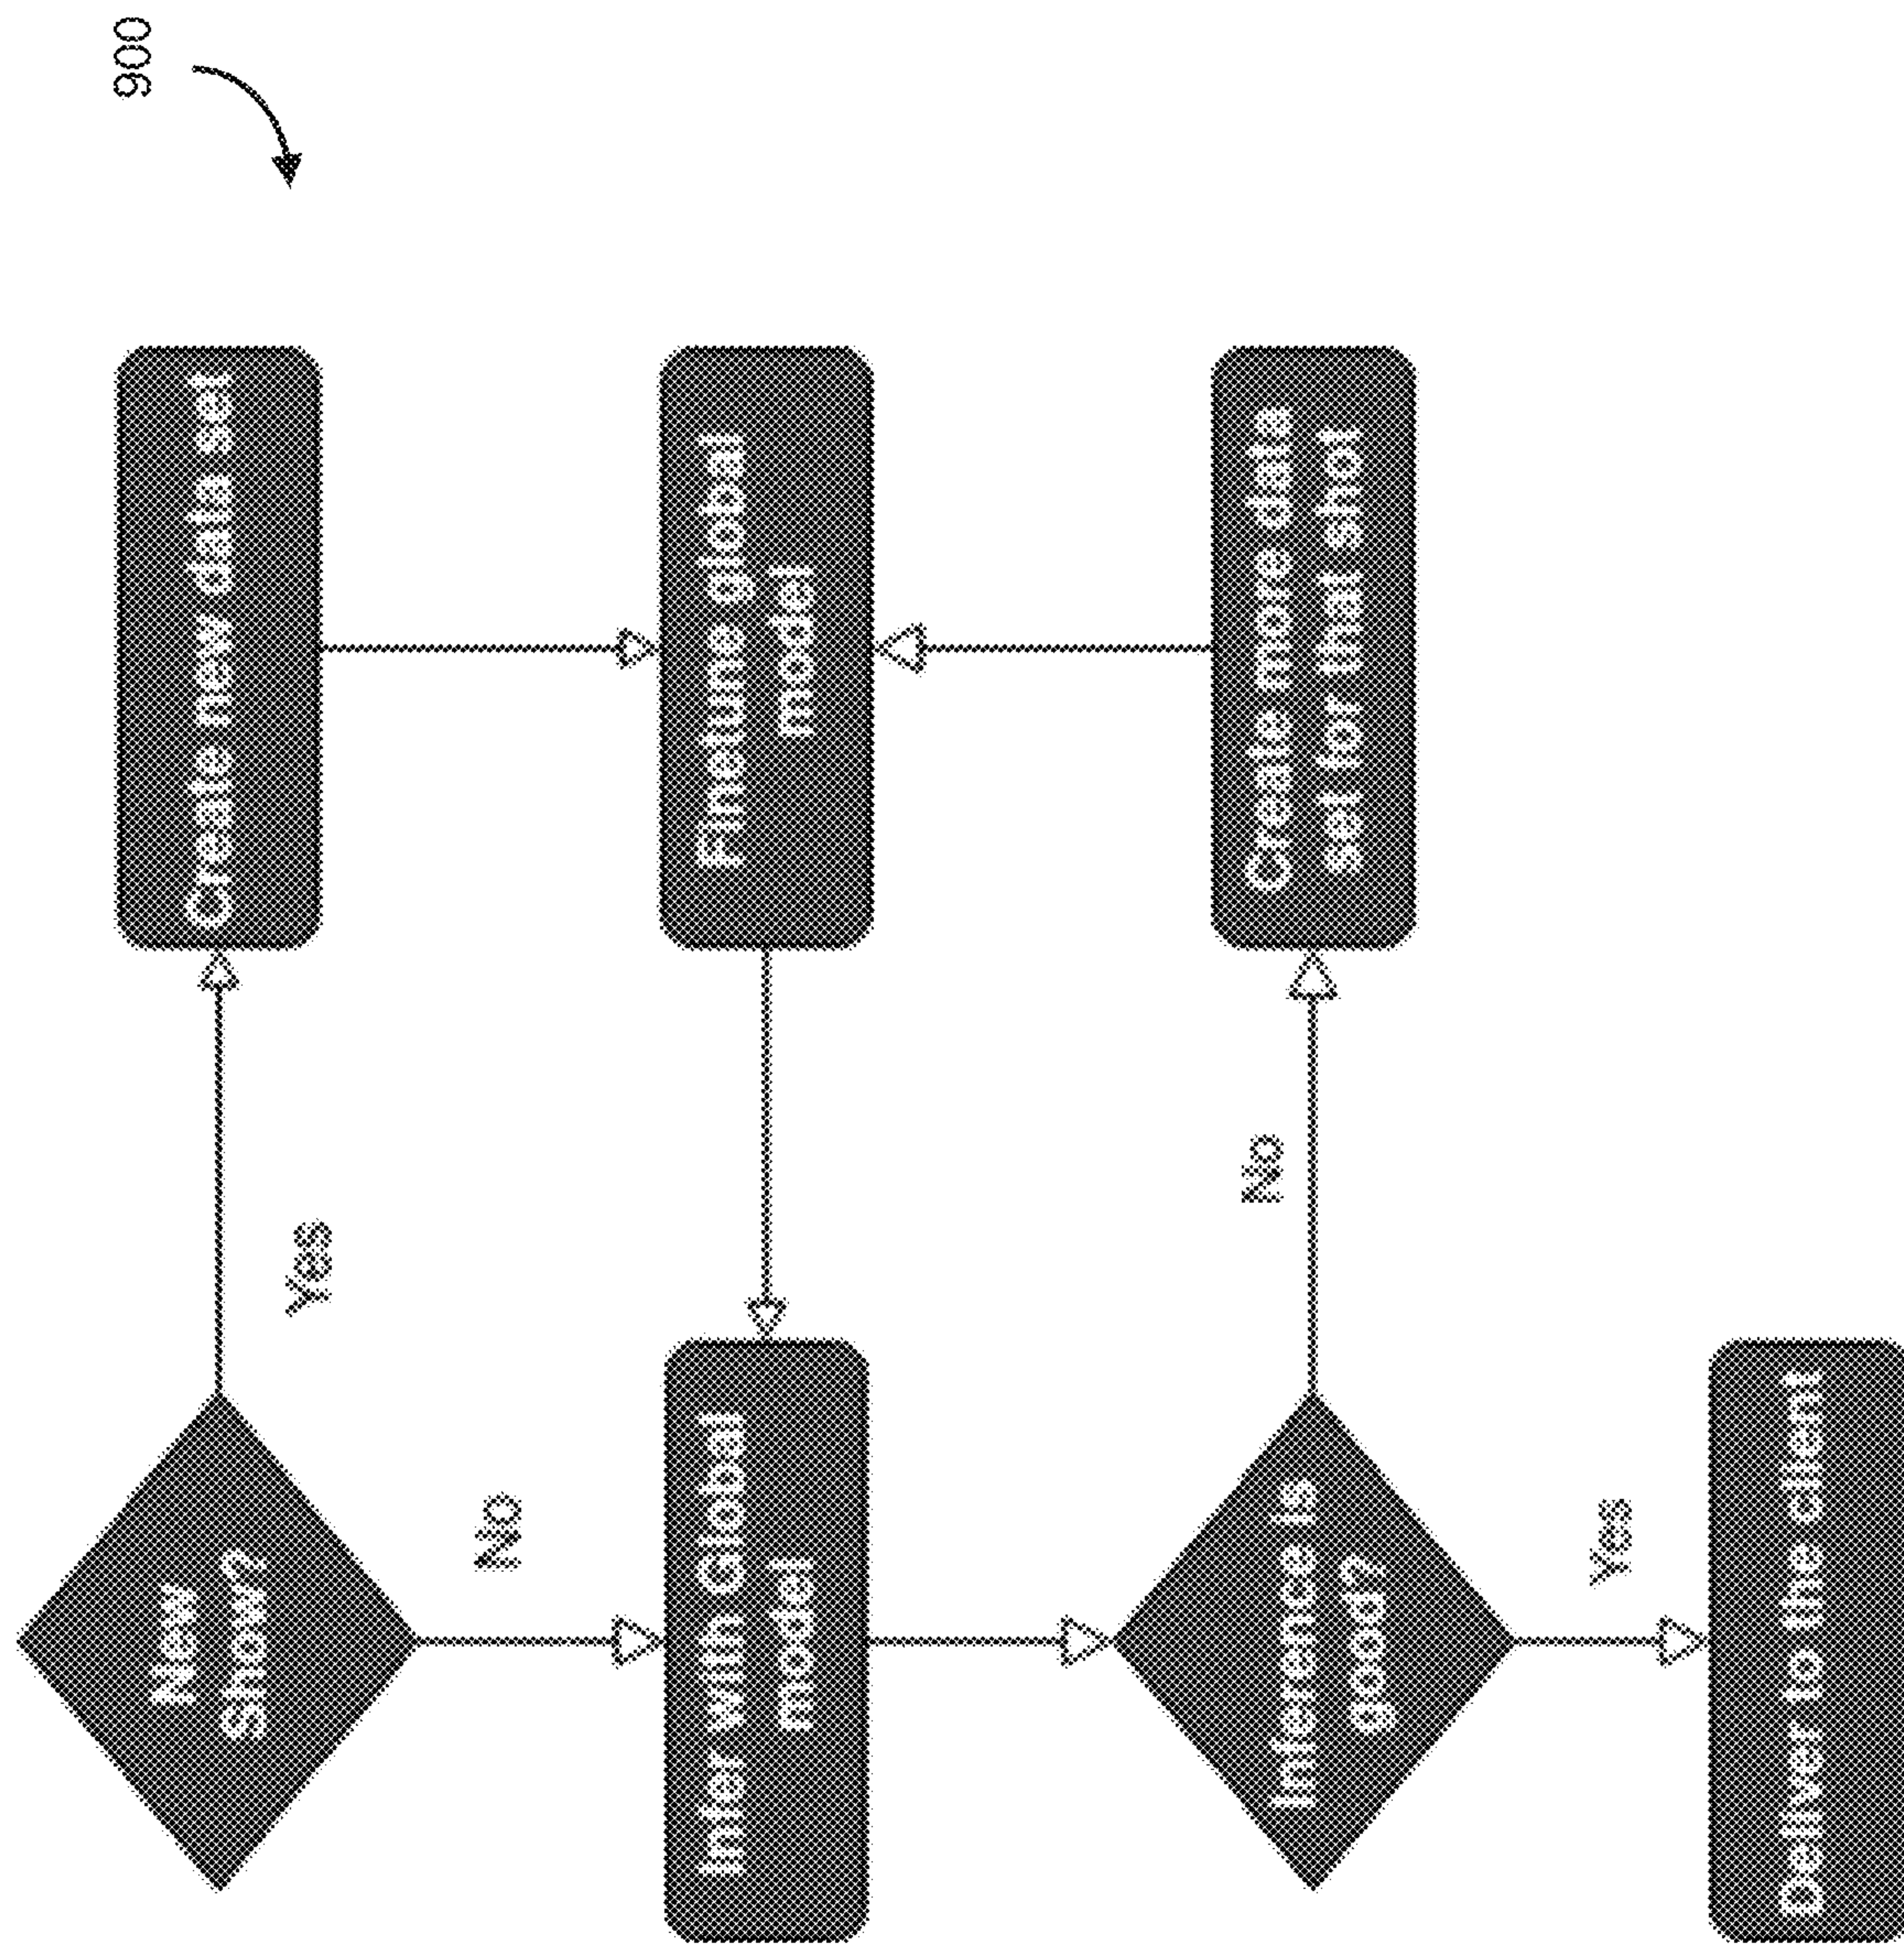 900
New
Show?
Yes
Create new data set
No
Infer with Global
model
Finetune global
model
Inference is
good?
No
Create more data
set for that shot
Yes
Deliver to the client